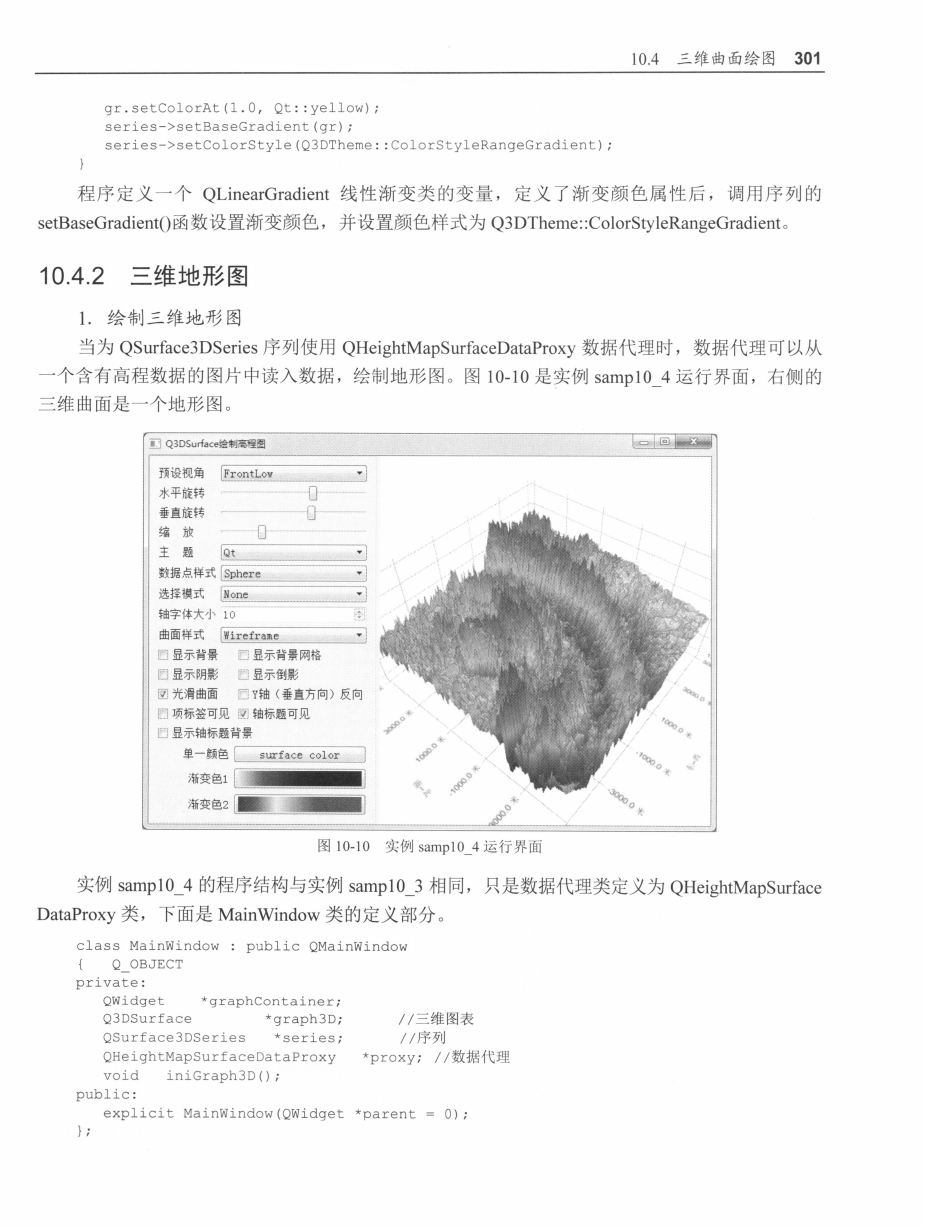 10.4 三维曲面绘图 301
gr.setColorAt(1.0, Qt::yellow);
series->setBaseGradient(gr);
series->setColorStyle(Q3DTheme::ColorStyleRangeGradient);
}
程序定义一个 QLinearGradient 线性渐变类的变量，定义了渐变颜色属性后，调用序列的
setBaseGradient()函数设置渐变颜色，并设置颜色样式为 Q3DTheme::ColorStyleRangeGradient。
10.4.2 三维地形图
1. 绘制三维地形图
当为 QSurface3DSeries 序列使用 QHeightMapSurfaceDataProxy 数据代理时，数据代理可以从
一个含有高程数据的图片中读入数据，绘制地形图。图 10-10 是实例 samp10_4 运行界面，右侧的
三维曲面是一个地形图。
Q3DSurface绘制高程图
预设视角 FrontLow
水平旋转
垂直旋转
缩 放
主 题 Qt
数据点样式 Sphere
选择模式 None
轴字体大小 10
曲面样式 Wireframe
显示背景 显示背景网格
显示阴影 显示倒影
光滑曲面 Y轴（垂直方向）反向
项标签可见 轴标题可见
显示轴标题背景
单一颜色 surface color
渐变色1
渐变色2
3000.0 米
1000.0 米
-1000.0 米
3000.0 米
1000.0 米
-1000.0 米
-3000.0 米
图 10-10 实例 samp10_4 运行界面
实例 samp10_4 的程序结构与实例 samp10_3 相同，只是数据代理类定义为 QHeightMapSurface
DataProxy 类，下面是 MainWindow 类的定义部分。
class MainWindow : public QMainWindow
{ Q_OBJECT
private:
QWidget *graphContainer;
Q3DSurface *graph3D; //三维图表
QSurface3DSeries *series; //序列
QHeightMapSurfaceDataProxy *proxy; //数据代理
void iniGraph3D();
public:
explicit MainWindow(QWidget *parent = 0);
};